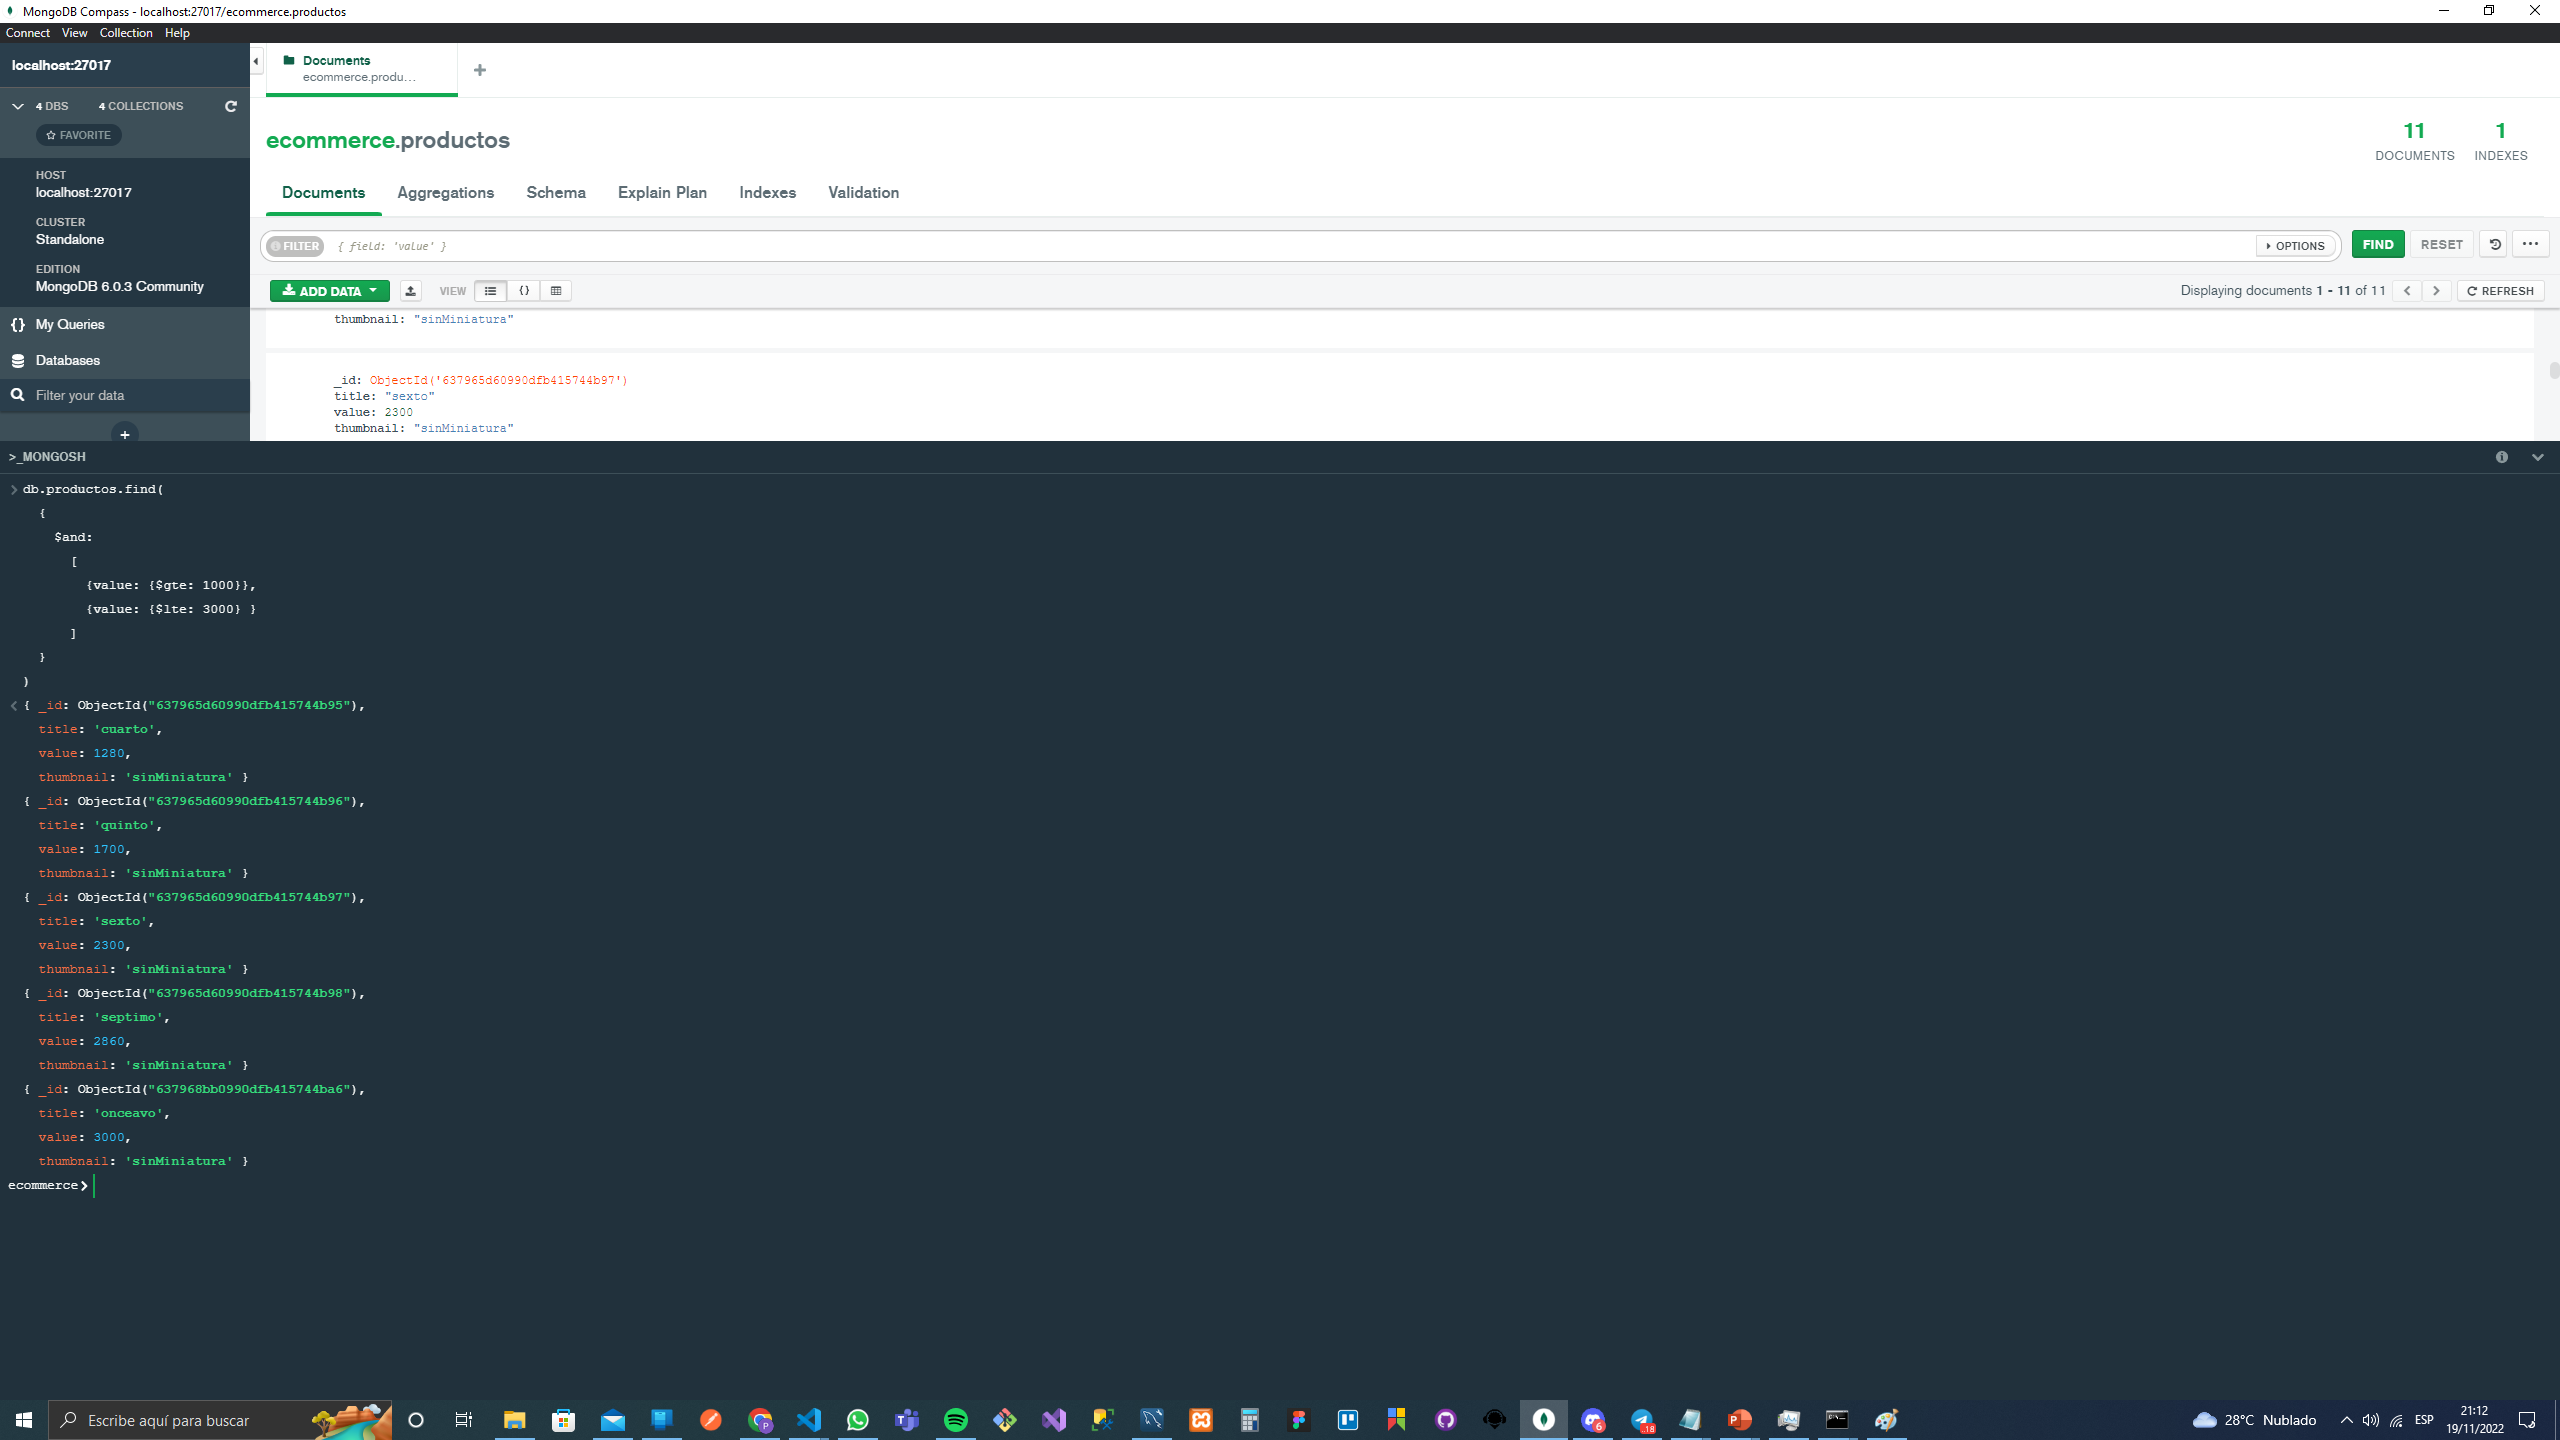 MongoDB Compass - localhost:27017/ecommerce.productos
Connect View Collection Help
localhost:27017
Documents
ecommerce.produ...
4 DBS 4 COLLECTIONS
FAVORITE
ecommerce.productos
11
DOCUMENTS
1
INDEXES
HOST
localhost:27017
CLUSTER
Standalone
EDITION
MongoDB 6.0.3 Community
Documents Aggregations Schema Explain Plan Indexes Validation
FILTER { field: 'value' } OPTIONS FIND RESET
ADD DATA VIEW Displaying documents 1 - 11 of 11 REFRESH
My Queries
Databases
Filter your data
thumbnail: "sinMiniatura"
_id: ObjectId('637965d60990dfb415744b97')
title: "sexto"
value: 2300
thumbnail: "sinMiniatura"
>_MONGOSH
db.productos.find(
{
$and:
[
{value: {$gte: 1000}},
{value: {$lte: 3000} }
]
}
)
{ _id: ObjectId("637965d60990dfb415744b95"),
title: 'cuarto',
value: 1280,
thumbnail: 'sinMiniatura' }
{ _id: ObjectId("637965d60990dfb415744b96"),
title: 'quinto',
value: 1700,
thumbnail: 'sinMiniatura' }
{ _id: ObjectId("637965d60990dfb415744b97"),
title: 'sexto',
value: 2300,
thumbnail: 'sinMiniatura' }
{ _id: ObjectId("637965d60990dfb415744b98"),
title: 'septimo',
value: 2860,
thumbnail: 'sinMiniatura' }
{ _id: ObjectId("637968bb0990dfb415744ba6"),
title: 'onceavo',
value: 3000,
thumbnail: 'sinMiniatura' }
ecommerce>
Escribe aquí para buscar
28°C Nublado
ESP
21:12
19/11/2022